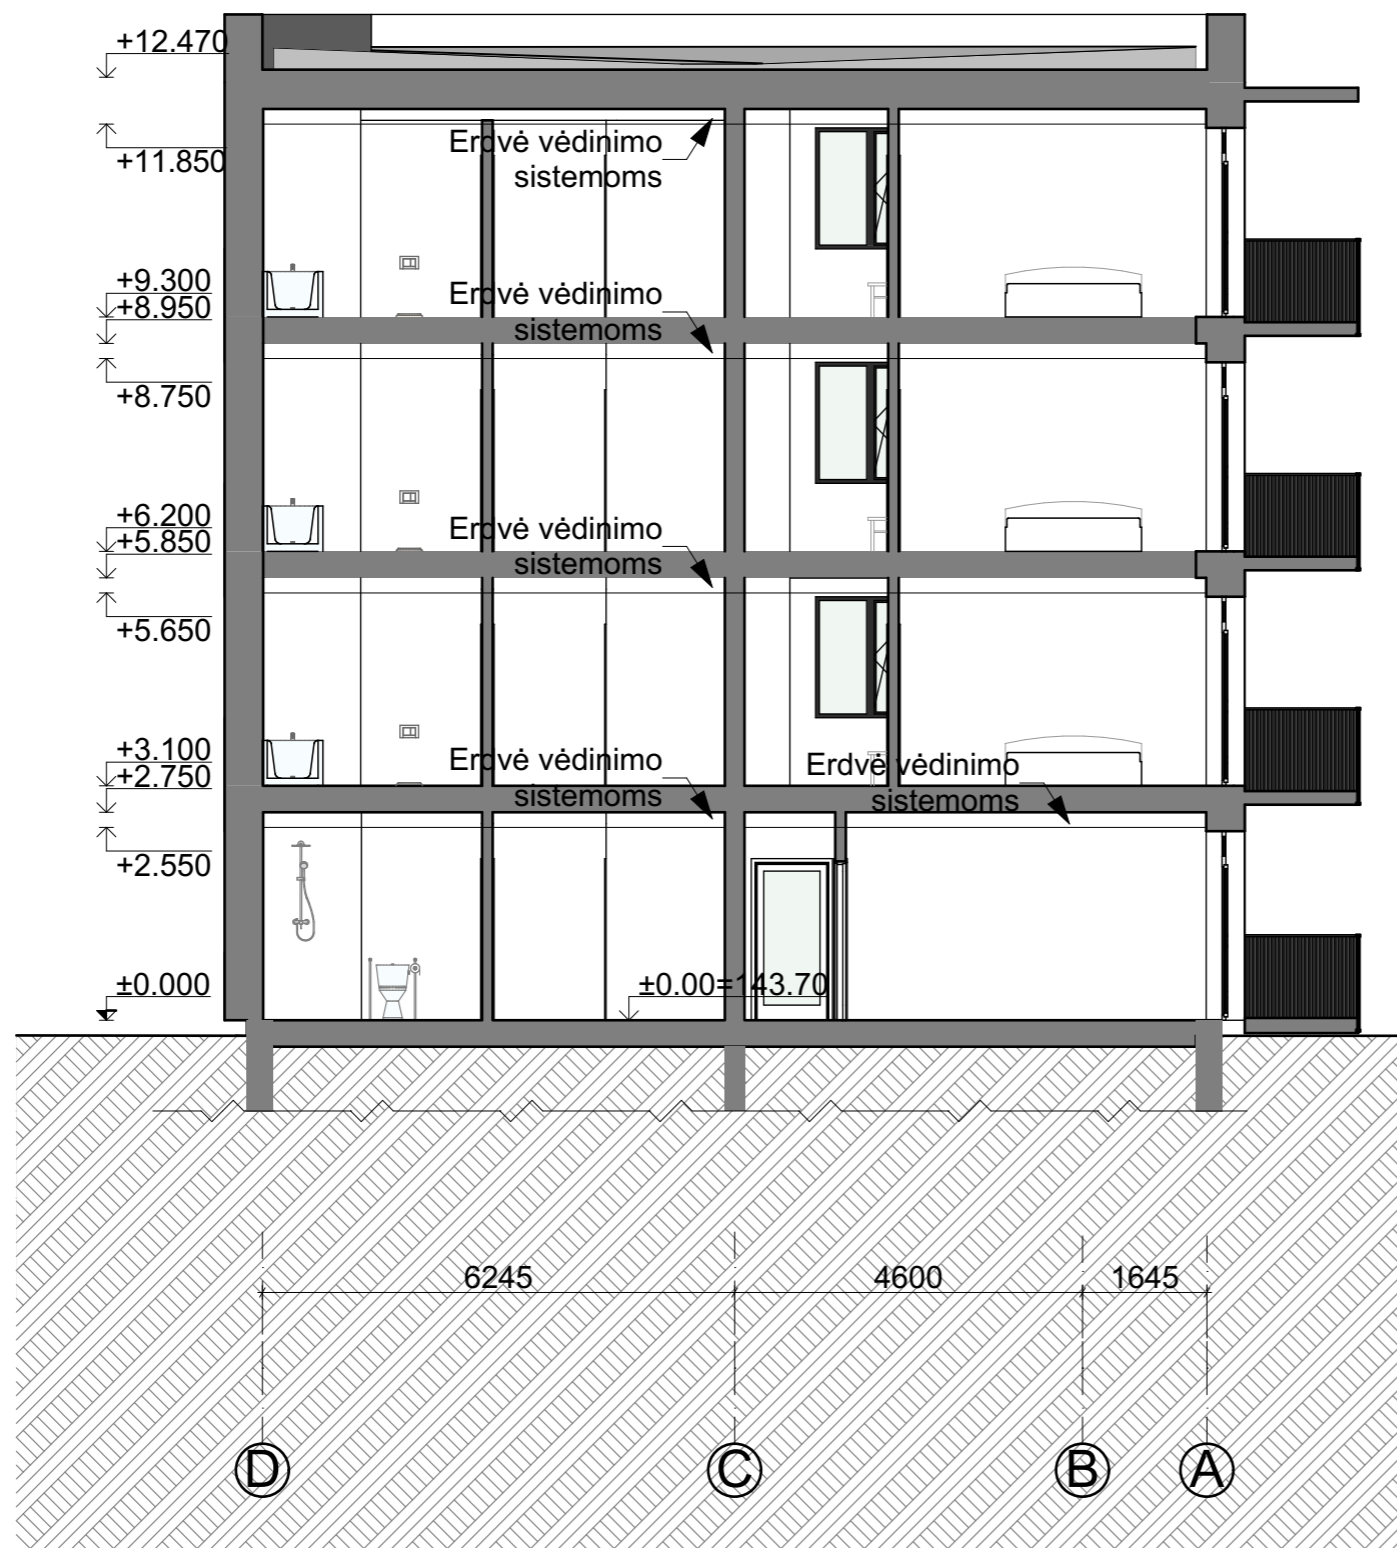 +12.470
+11.850
Erdvė vėdinimo
sistemoms
+9.300
+8.950
Erdvė vėdinimo
sistemoms
+8.750
+6.200
+5.850
Erdvė vėdinimo
sistemoms
+5.650
+3.100
+2.750
Erdvė vėdinimo
sistemoms
Erdvė vėdinimo
sistemoms
+2.550
±0.000
±0.00=143.70
6245
4600
1645
D
C
B
A